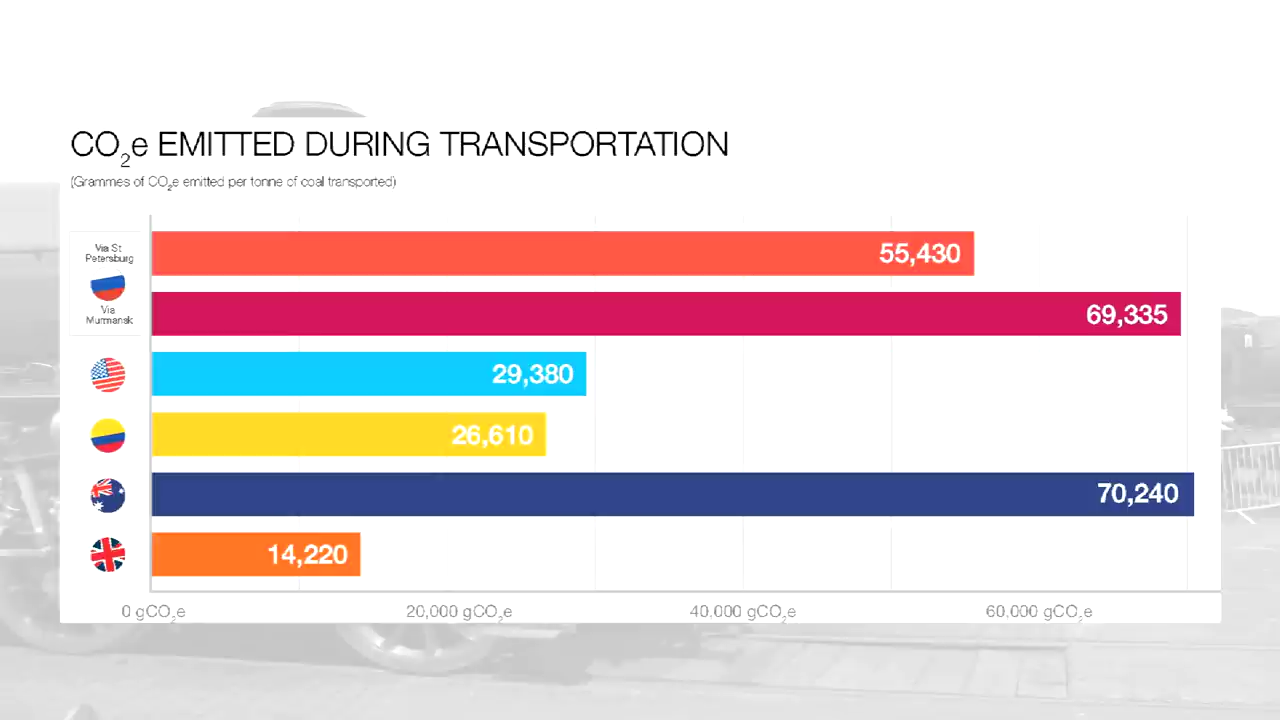 CO₂e EMITTED DURING TRANSPORTATION
(Grammes of CO₂e emitted per tonne of coal transported)
Via St
Petersburg
55,430
Via
Murmansk
69,335
29,380
26,610
70,240
14,220
0 gCO₂e
20,000 gCO₂e
40,000 gCO₂e
60,000 gCO₂e